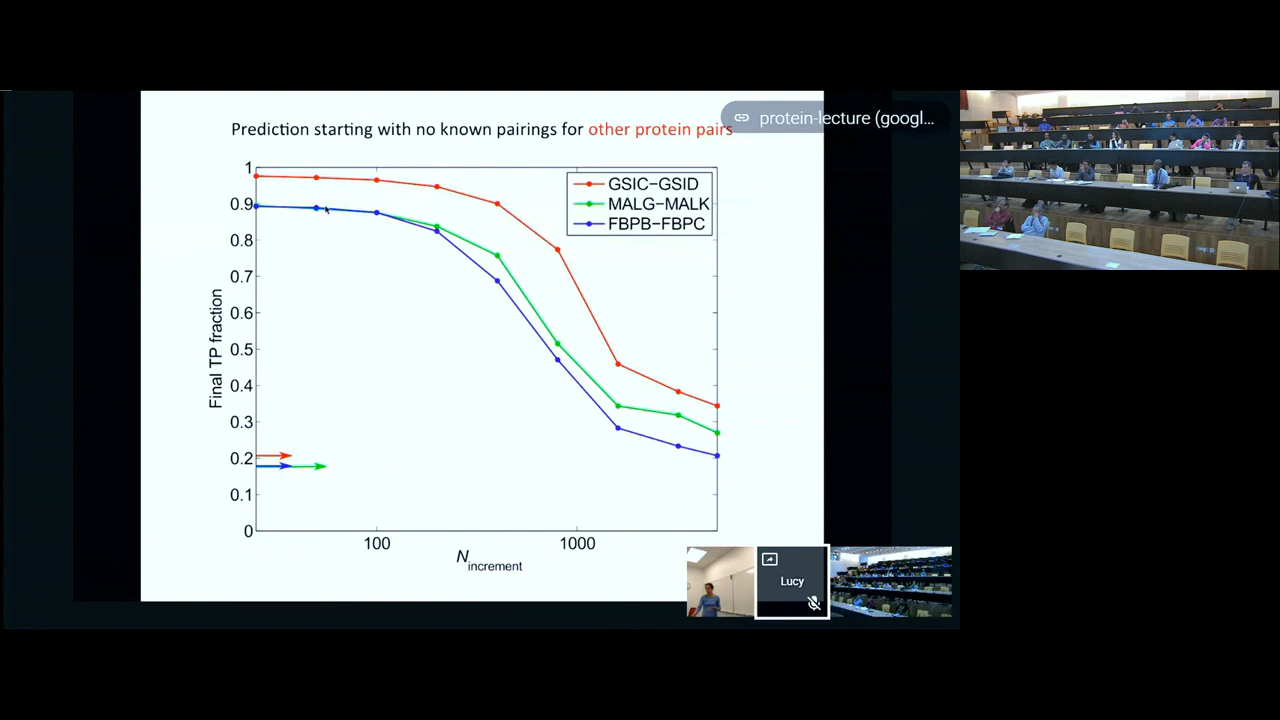 Prediction starting with no known pairings for other protein pairs
protein-lecture (googl...
1
0.9
0.8
0.7
0.6
0.5
0.4
0.3
0.2
0.1
0
Final TP fraction
GSIC-GSID
MALG-MALK
FBPB-FBPC
100
1000
Nincrement
Lucy